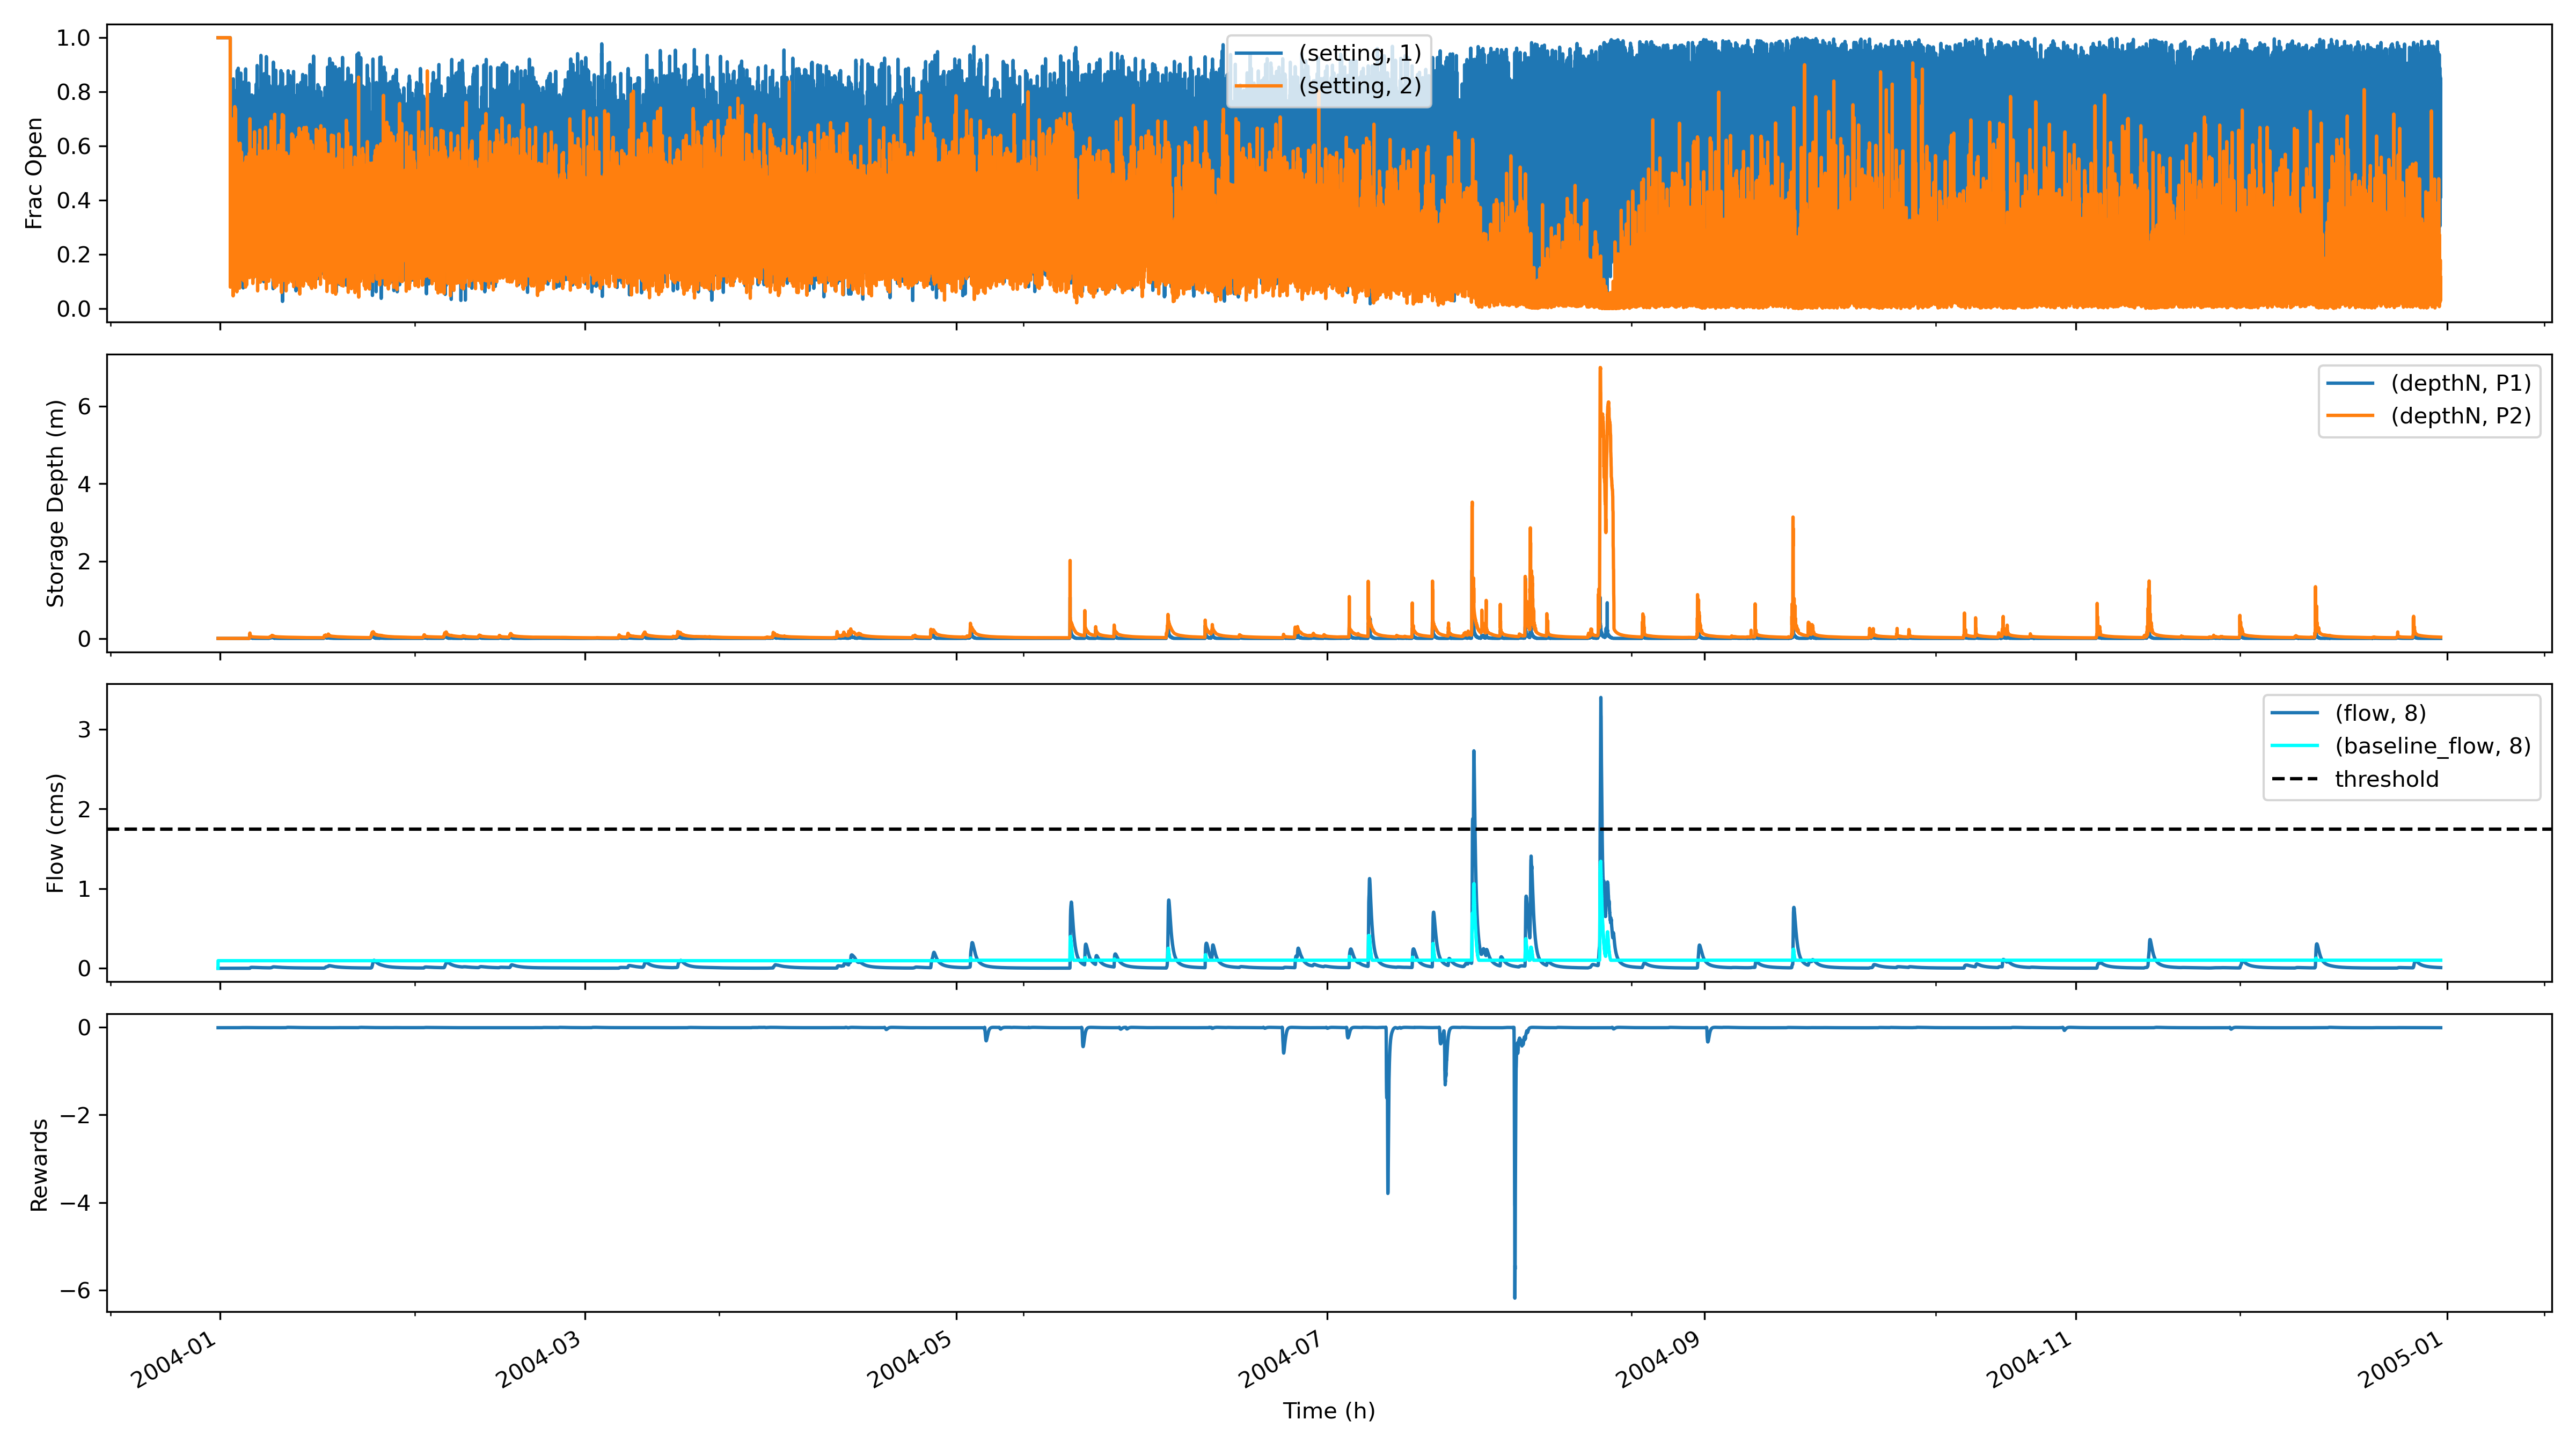 Frac Open
1.0
0.8
0.6
0.4
0.2
0.0
(setting, 1)
(setting, 2)
Storage Depth (m)
6
4
2
0
(depthN, P1)
(depthN, P2)
Flow (cms)
3
2
1
0
(flow, 8)
(baseline_flow, 8)
threshold
Rewards
0
−2
−4
−6
2004-01
2004-03
2004-05
2004-07
2004-09
2004-11
2005-01
Time (h)